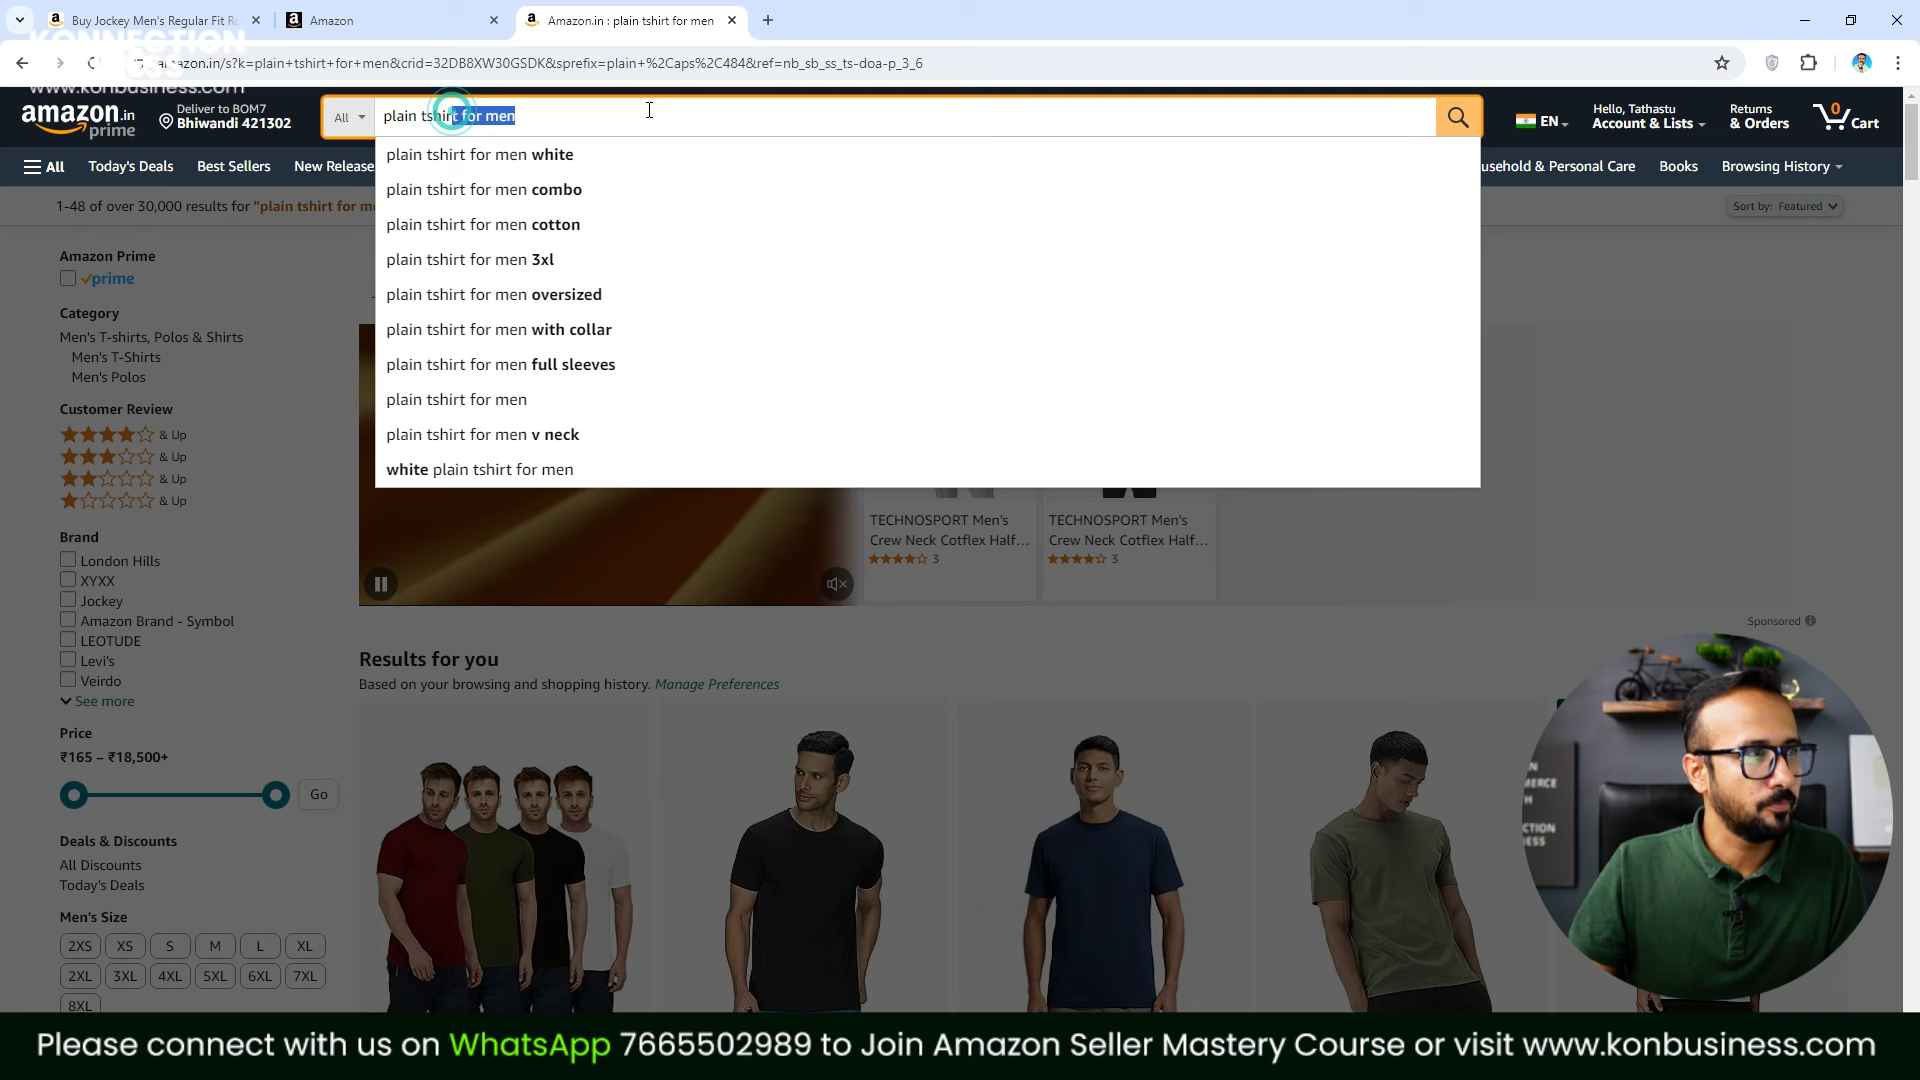 Buy Jockey Men's Regular Fit Ro
Amazon
Amazon.in : plain tshirt for men
KONNECTION
amazon.in/s?k=plain+tshirt+for+men&crid=32DB8XW30GSDK&sprefix=plain+%2Caps%2C484&ref=nb_sb_ss_ts-doa-p_3_6
www.konbusiness.com
amazon.in
prime
Deliver to BOM7
Bhiwandi 421302
All
plain tshirt for men
EN
Hello, Tathastu
Account & Lists
Returns
& Orders
0
Cart
All
Today's Deals
Best Sellers
New Release
usehold & Personal Care
Books
Browsing History
plain tshirt for men white
plain tshirt for men combo
plain tshirt for men cotton
plain tshirt for men 3xl
plain tshirt for men oversized
plain tshirt for men with collar
plain tshirt for men full sleeves
plain tshirt for men
plain tshirt for men v neck
white plain tshirt for men
1-48 of over 30,000 results for "plain tshirt for me
Sort by: Featured
Amazon Prime
prime
Category
Men's T-shirts, Polos & Shirts
Men's T-Shirts
Men's Polos
Customer Review
& Up
& Up
& Up
& Up
Brand
London Hills
XYXX
Jockey
Amazon Brand - Symbol
LEOTUDE
Levi's
Veirdo
See more
Price
₹165 – ₹18,500+
Go
Deals & Discounts
All Discounts
Today's Deals
Men's Size
2XS
XS
S
M
L
XL
2XL
3XL
4XL
5XL
6XL
7XL
8XL
TECHNOSPORT Men's
Crew Neck Cotflex Half...
3
TECHNOSPORT Men's
Crew Neck Cotflex Half...
3
Sponsored
Results for you
Based on your browsing and shopping history. Manage Preferences
Please connect with us on WhatsApp 7665502989 to Join Amazon Seller Mastery Course or visit www.konbusiness.com